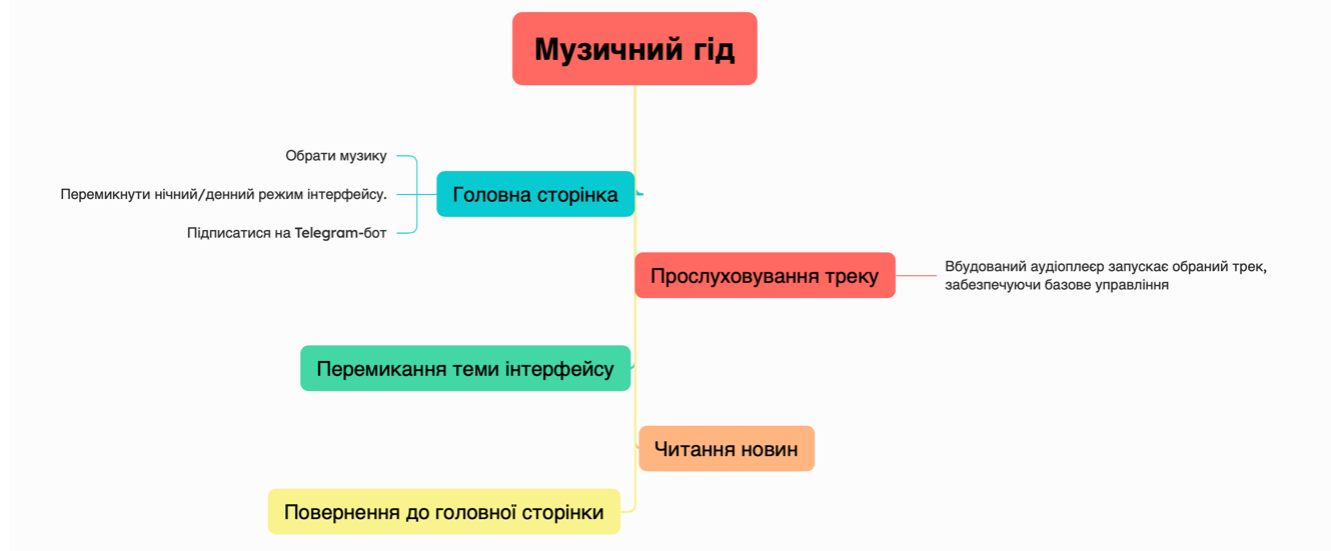 Музичний гід
Обрати музику
Перемикнути нічний/денний режим інтерфейсу.
Підписатися на Telegram-бот
Головна сторінка
Прослуховування треку
Вбудований аудіоплеєр запускає обраний трек,
забезпечуючи базове управління
Перемикання теми інтерфейсу
Читання новин
Повернення до головної сторінки